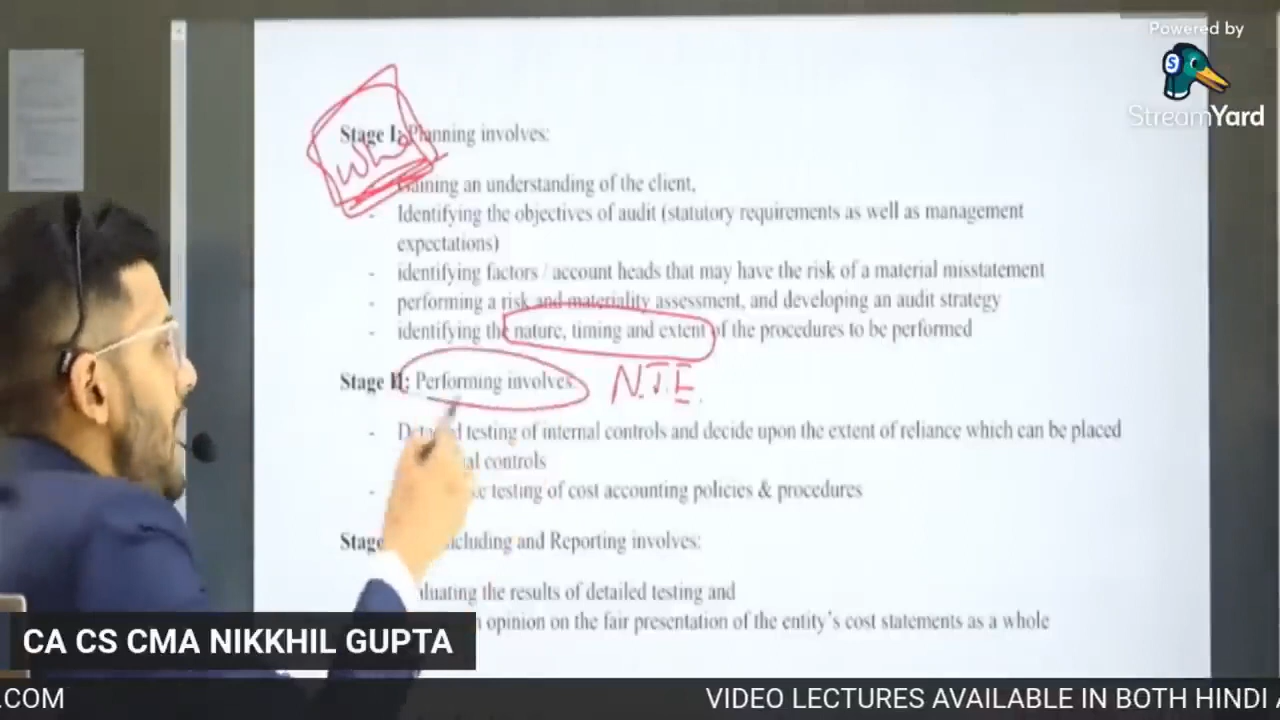 Powered by
StreamYard
Stage I: Planning involves:
Who
an understanding of the client,
- Identifying the objectives of audit (statutory requirements as well as management
expectations)
- identifying factors / account heads that may have the risk of a material misstatement
- performing a risk and materiality assessment, and developing an audit strategy
- identifying the nature, timing and extent of the procedures to be performed
Stage II: Performing involves
N.T.E.
- testing of internal controls and decide upon the extent of reliance which can be placed
controls
- testing of cost accounting policies & procedures
Stage and Reporting involves:
the results of detailed testing and
opinion on the fair presentation of the entity's cost statements as a whole
CA CS CMA NIKKHIL GUPTA
.COM
VIDEO LECTURES AVAILABLE IN BOTH HINDI